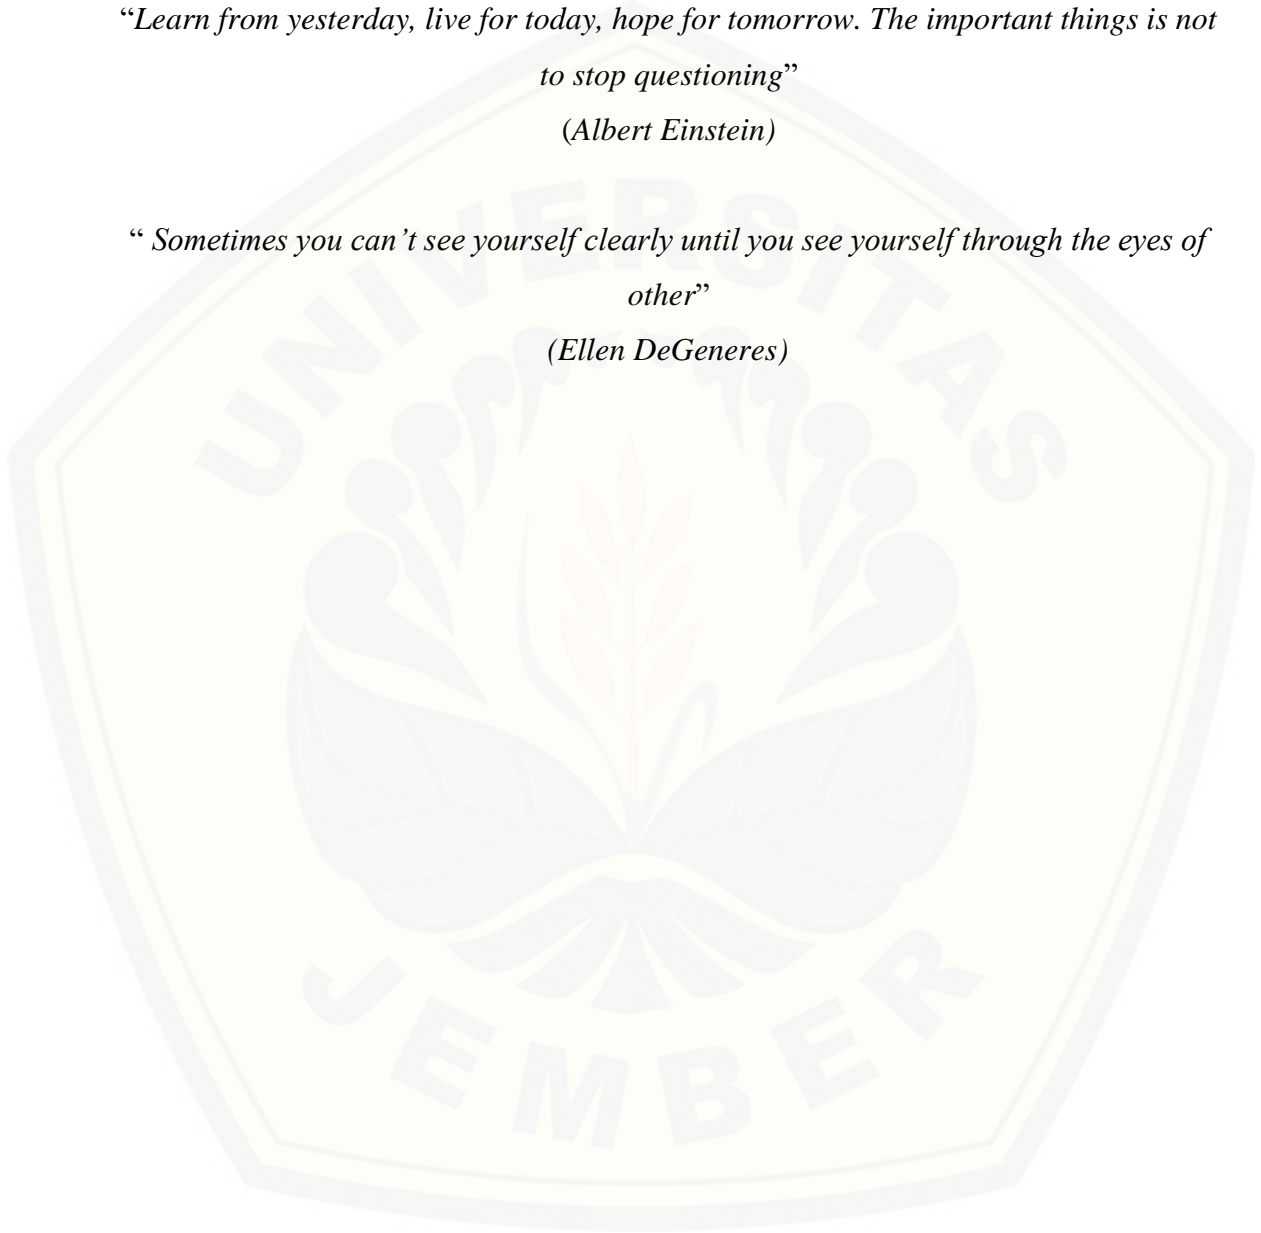 “Learn from yesterday, live for today, hope for tomorrow. The important things is not
to stop questioning”
(Albert Einstein)
“ Sometimes you can’t see yourself clearly until you see yourself through the eyes of
other”
(Ellen DeGeneres)
UNIVERSITAS
JEMBER